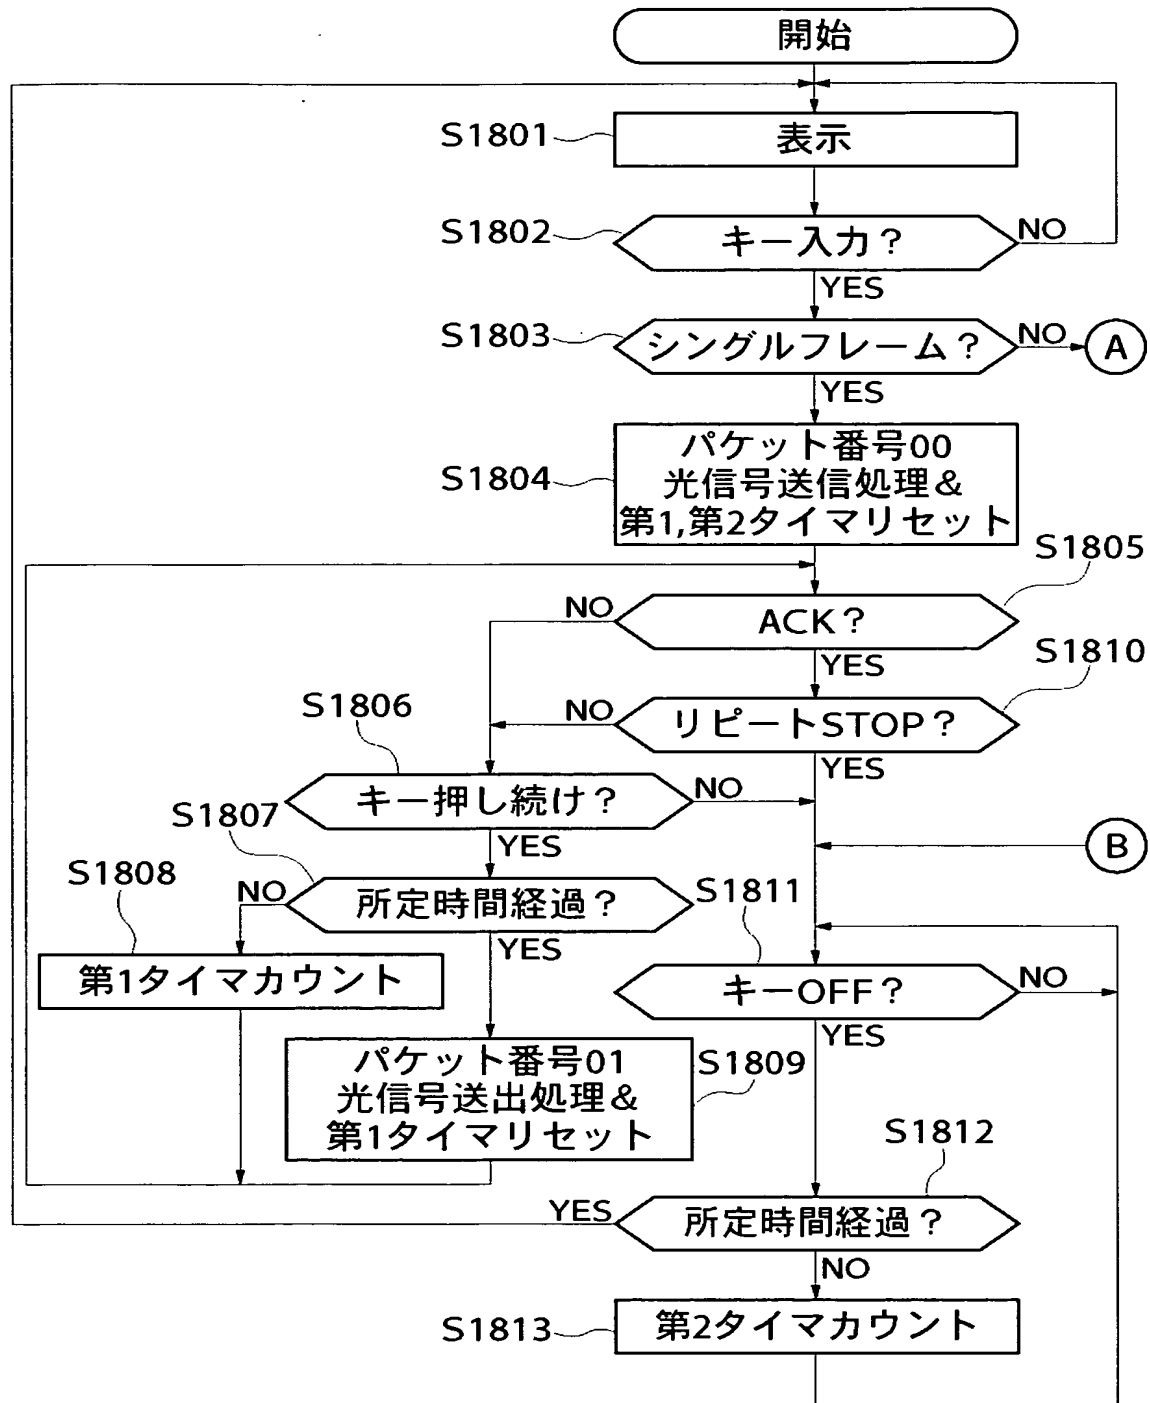 開始
S1801
表示
S1802
キー入力?
NO
YES
S1803
シングルフレーム?
NO
A
YES
S1804
パケット番号00
光信号送信処理&
第1,第2タイマリセット
S1805
NO
ACK?
YES
S1810
S1806
NO
リピートSTOP?
YES
キー押し続け?
NO
S1807
YES
B
S1808
NO
所定時間経過?
S1811
YES
第1タイマカウント
キーOFF?
NO
YES
パケット番号01
光信号送出処理&
第1タイマリセット
S1809
S1812
YES
所定時間経過?
NO
S1813
第2タイマカウント